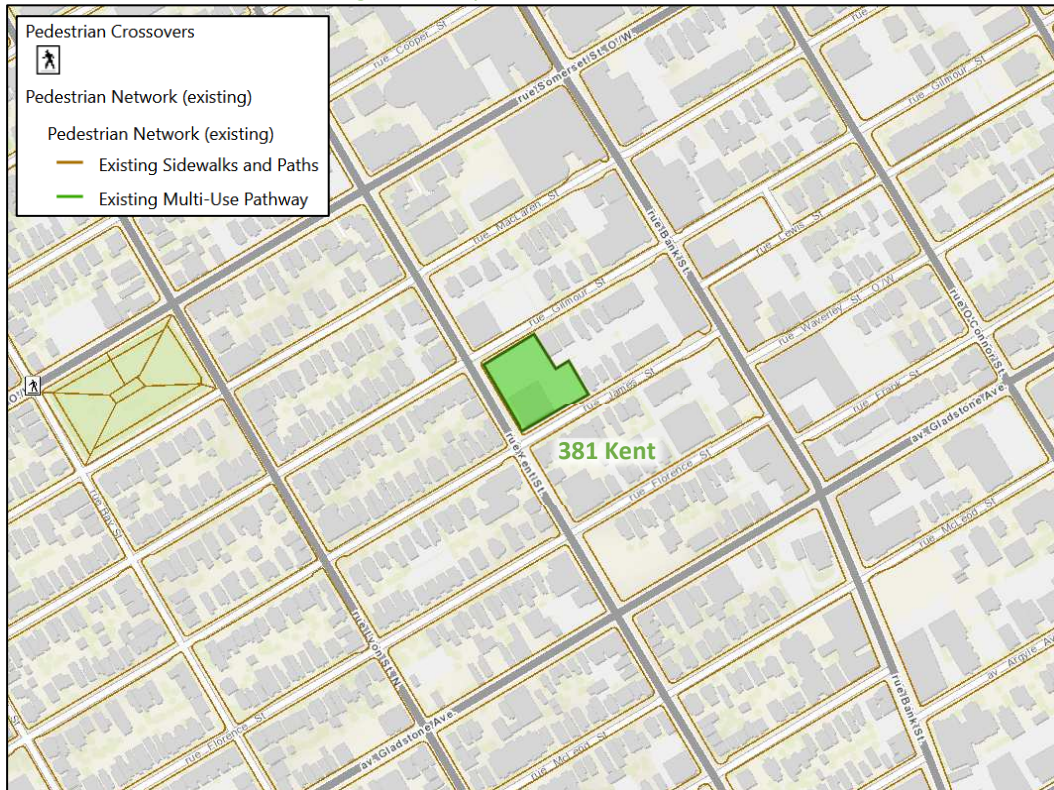 Pedestrian Crossovers
Pedestrian Network (existing)
Pedestrian Network (existing)
Existing Sidewalks and Paths
Existing Multi-Use Pathway
rue Cooper St
rue Somerset St O/W
rue Gilmour St
rue MacLaren St
rue Bank St
rue Lewis St
rue Gilmour St
rue Waverley St O/W
rue O'Connor St
rue James St
rue Frank St
av. Gladstone Ave
381 Kent
rue Kent St
rue Florence St
rue Bay St
rue McLeod St
rue Lyon St N
av Argyle Av
rue Bank St
rue Florence St
av. Gladstone Ave
rue McLeod St